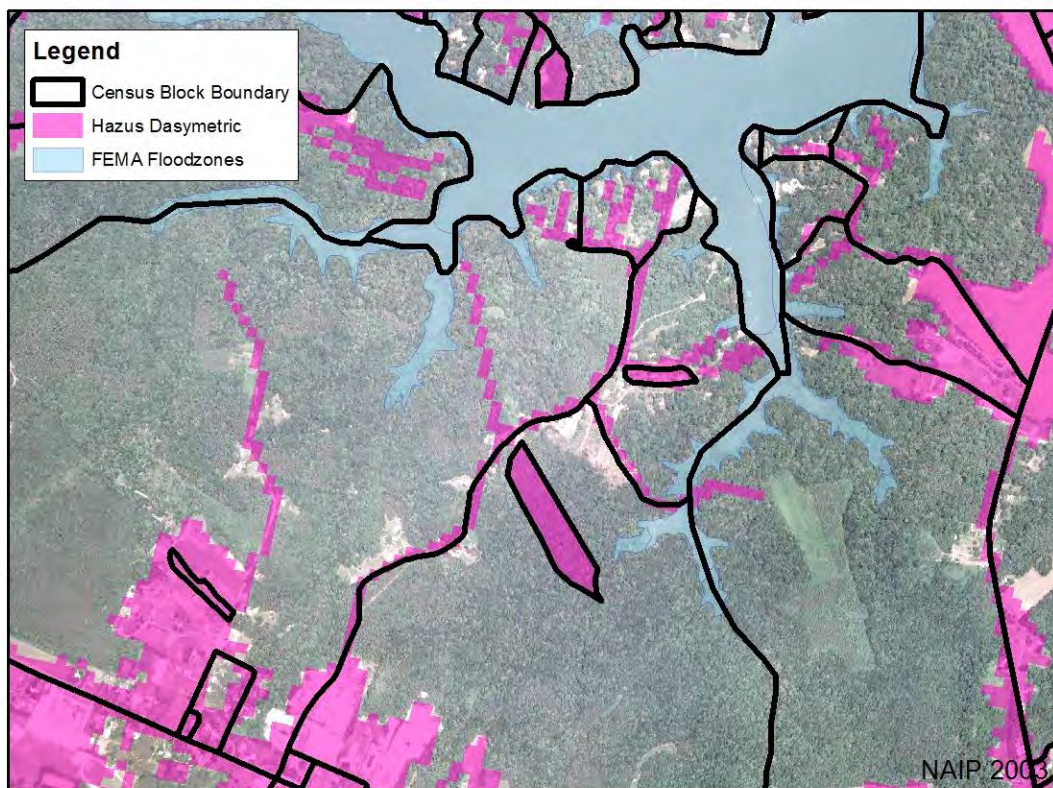 Legend
Census Block Boundary
Hazus Dasymetric
FEMA Floodzones
NAIP 2003